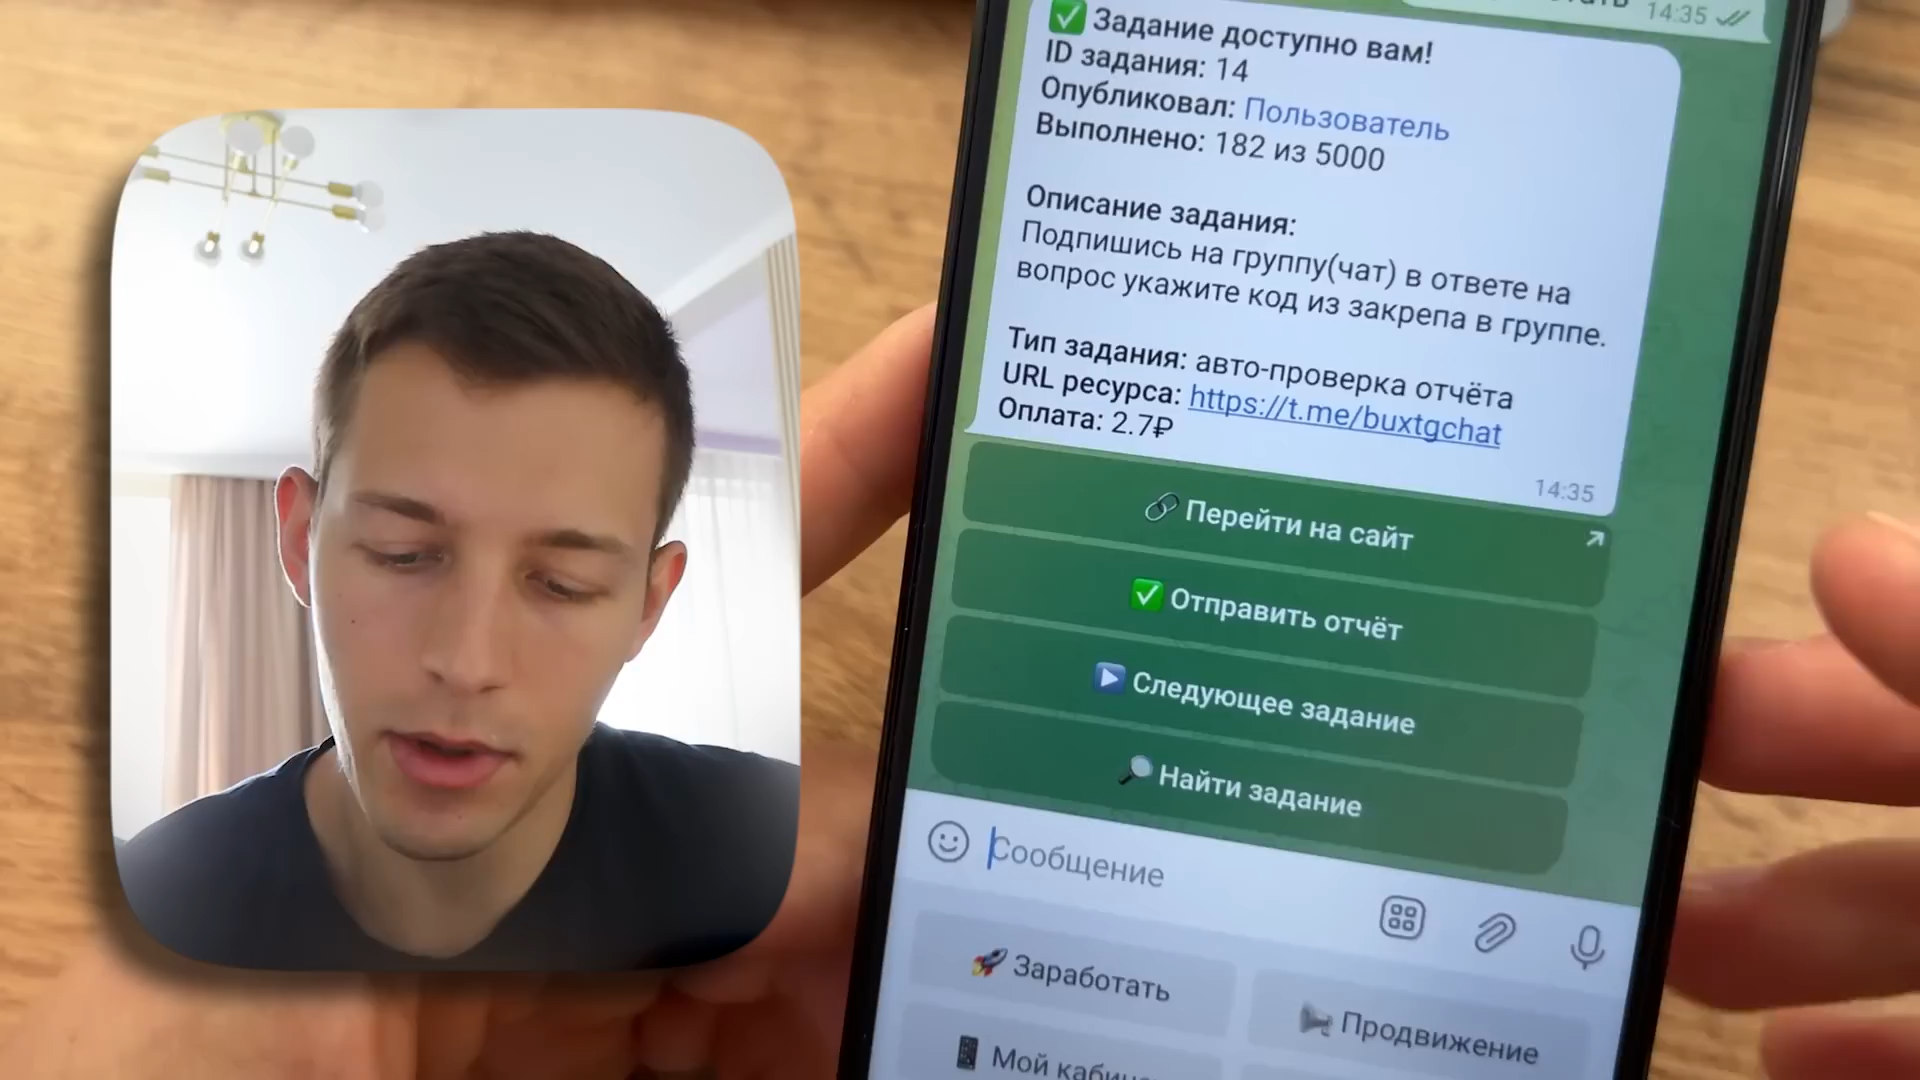 14:35
Задание доступно вам!
ID задания: 14
Опубликовал: Пользователь
Выполнено: 182 из 5000
Описание задания:
Подпишись на группу(чат) в ответе на
вопрос укажите код из закрепа в группе.
Тип задания: авто-проверка отчёта
URL ресурса: https://t.me/buxtgchat
Оплата: 2.7₽
14:35
Перейти на сайт
Отправить отчёт
Следующее задание
Найти задание
Сообщение
Заработать
Продвижение
Мой